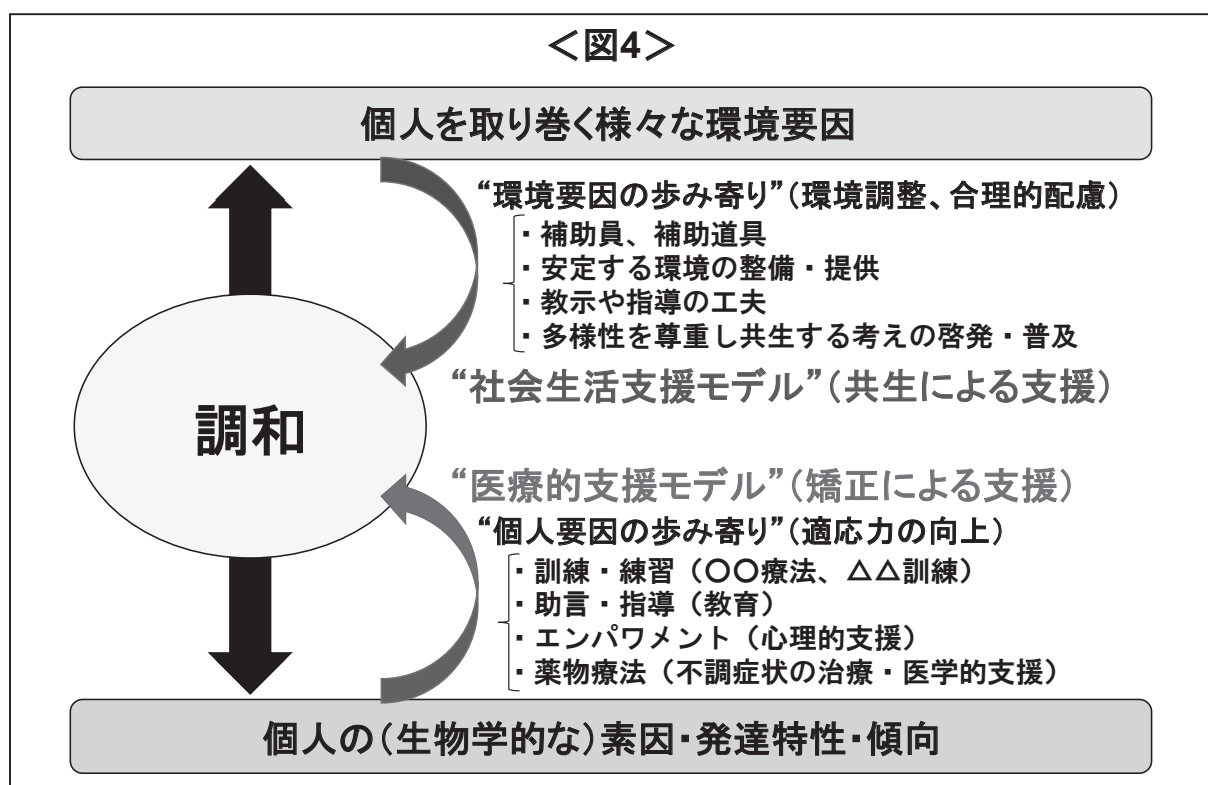 ＜図4＞
個人を取り巻く様々な環境要因
“環境要因の歩み寄り”（環境調整、合理的配慮）
・補助員、補助道具
・安定する環境の整備・提供
・教示や指導の工夫
・多様性を尊重し共生する考えの啓発・普及
“社会生活支援モデル”（共生による支援）
調和
“医療的支援モデル”（矯正による支援）
“個人要因の歩み寄り”（適応力の向上）
・訓練・練習（〇〇療法、△△訓練）
・助言・指導（教育）
・エンパワメント（心理的支援）
・薬物療法（不調症状の治療・医学的支援）
個人の（生物学的な）素因・発達特性・傾向